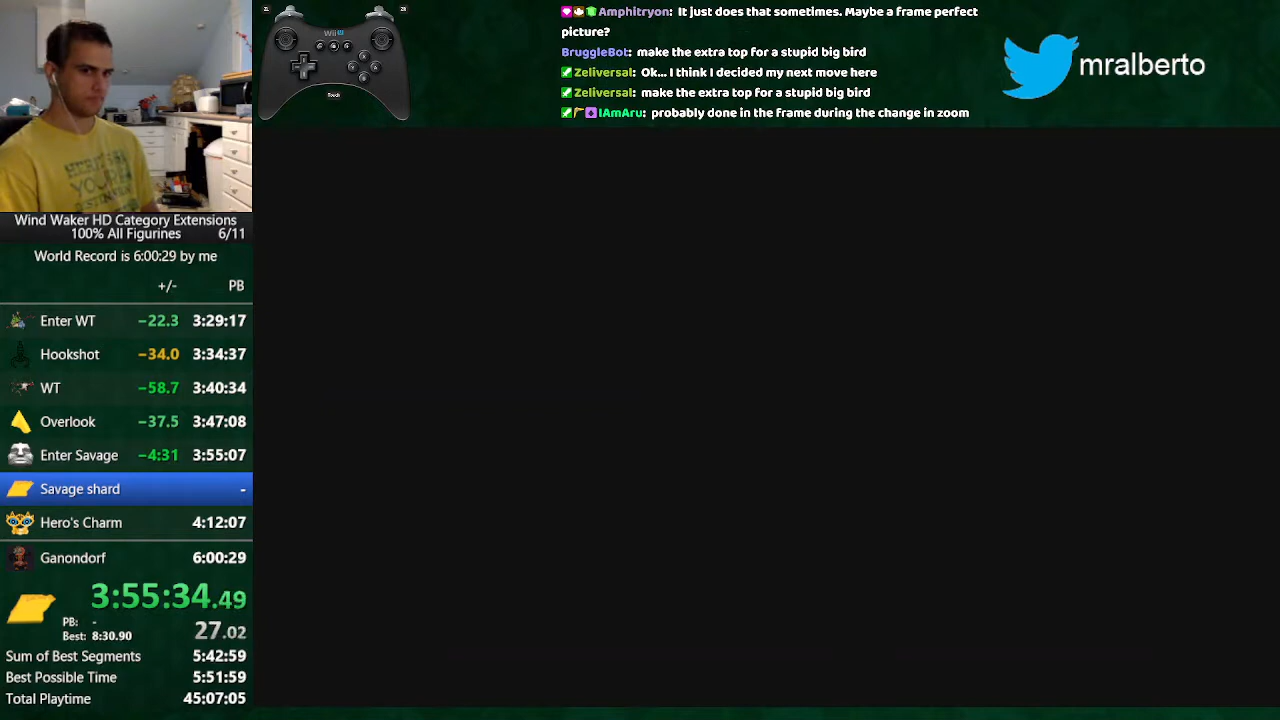 Amphitryon: It just does that sometimes. Maybe a frame perfect
picture?
BruggleBot: make the extra top for a stupid big bird
Zeliversal: Ok... I think I decided my next move here
Zeliversal: make the extra top for a stupid big bird
IAmAru: probably done in the frame during the change in zoom
mralberto
ZL ZR
Wii U
Touch
Wind Waker HD Category Extensions
100% All Figurines 6/11
World Record is 6:00:29 by me
+/- PB
Enter WT −22.3 3:29:17
Hookshot −34.0 3:34:37
WT −58.7 3:40:34
Overlook −37.5 3:47:08
Enter Savage −4:31 3:55:07
Savage shard -
Hero's Charm 4:12:07
Ganondorf 6:00:29
3:55:34.49
PB: -
Best: 8:30.90 27.02
Sum of Best Segments 5:42:59
Best Possible Time 5:51:59
Total Playtime 45:07:05